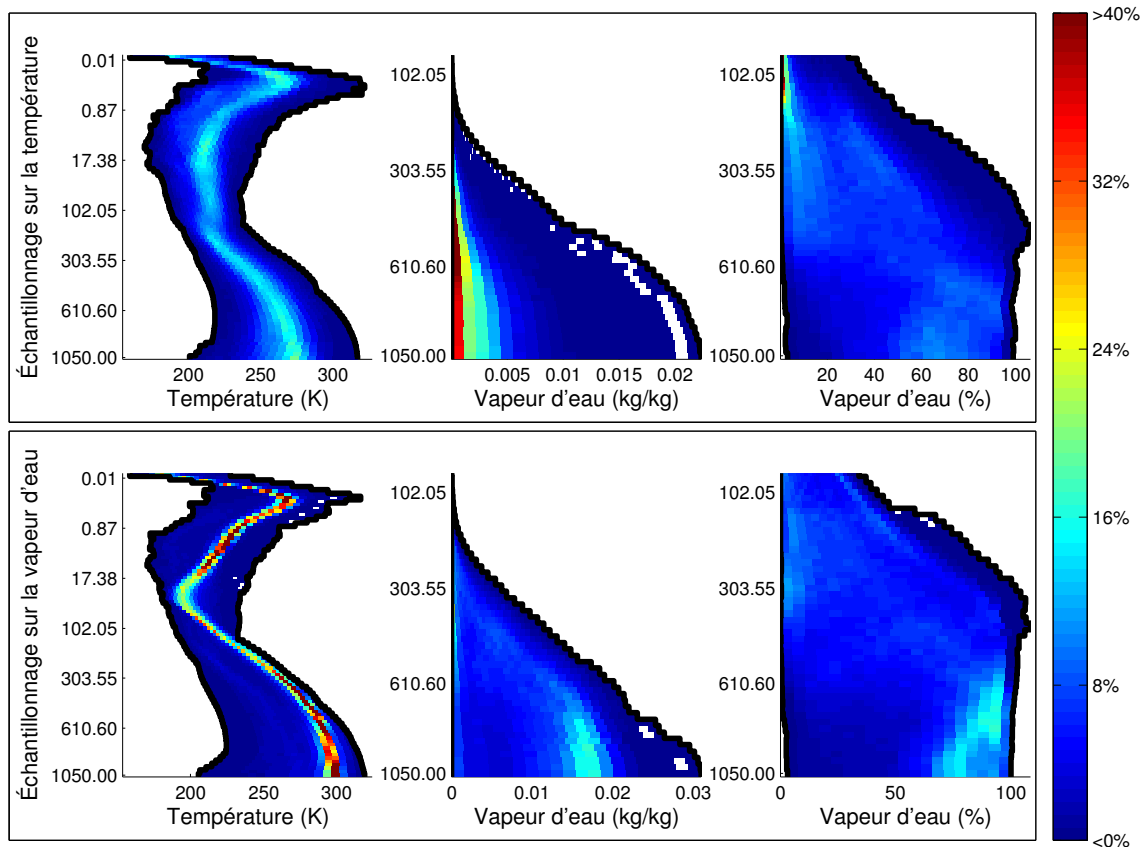 Échantillonnage sur la température
0.01
0.87
17.38
102.05
303.55
610.60
1050.00
200 250 300
Température (K)
102.05
303.55
610.60
1050.00
0.005 0.01 0.015 0.02
Vapeur d'eau (kg/kg)
102.05
303.55
610.60
1050.00
20 40 60 80 100
Vapeur d'eau (%)
Échantillonnage sur la vapeur d'eau
0.01
0.87
17.38
102.05
303.55
610.60
1050.00
200 250 300
Température (K)
102.05
303.55
610.60
1050.00
0 0.01 0.02 0.03
Vapeur d'eau (kg/kg)
102.05
303.55
610.60
1050.00
0 50 100
Vapeur d'eau (%)
>40%
32%
24%
16%
8%
<0%